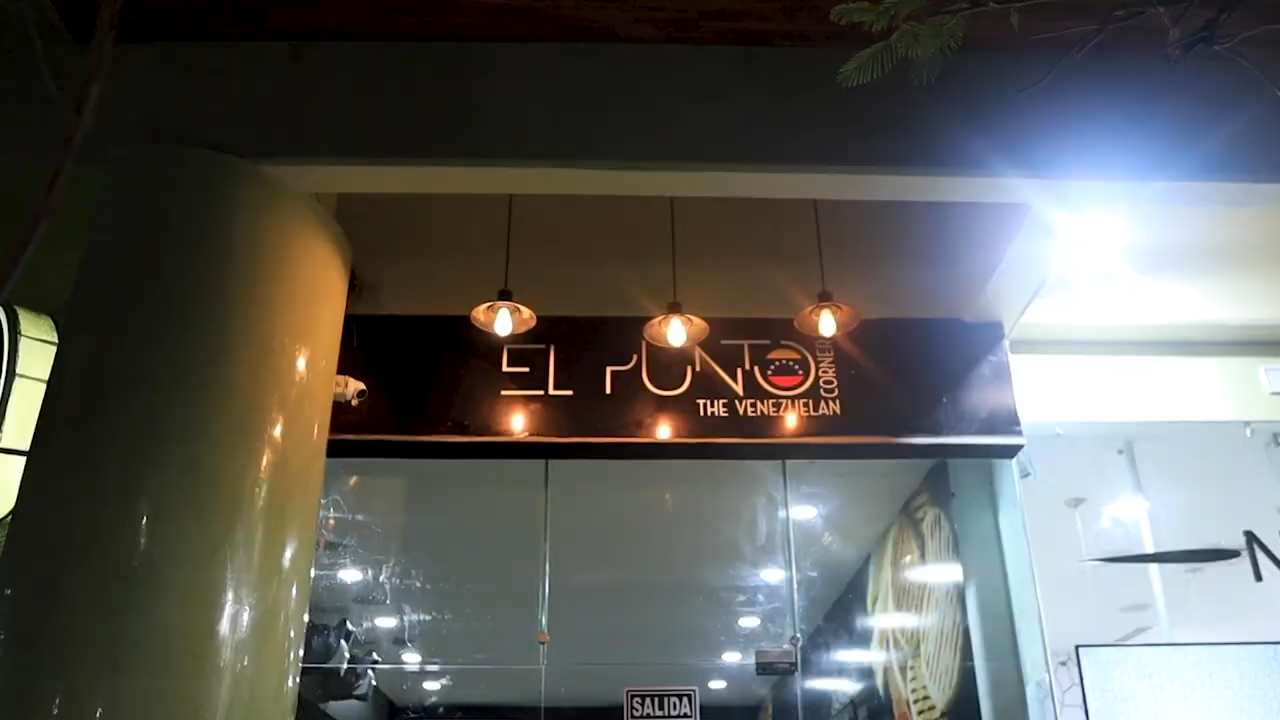 EL PUNTO
CORNER
THE VENEZUELAN
SALIDA
N